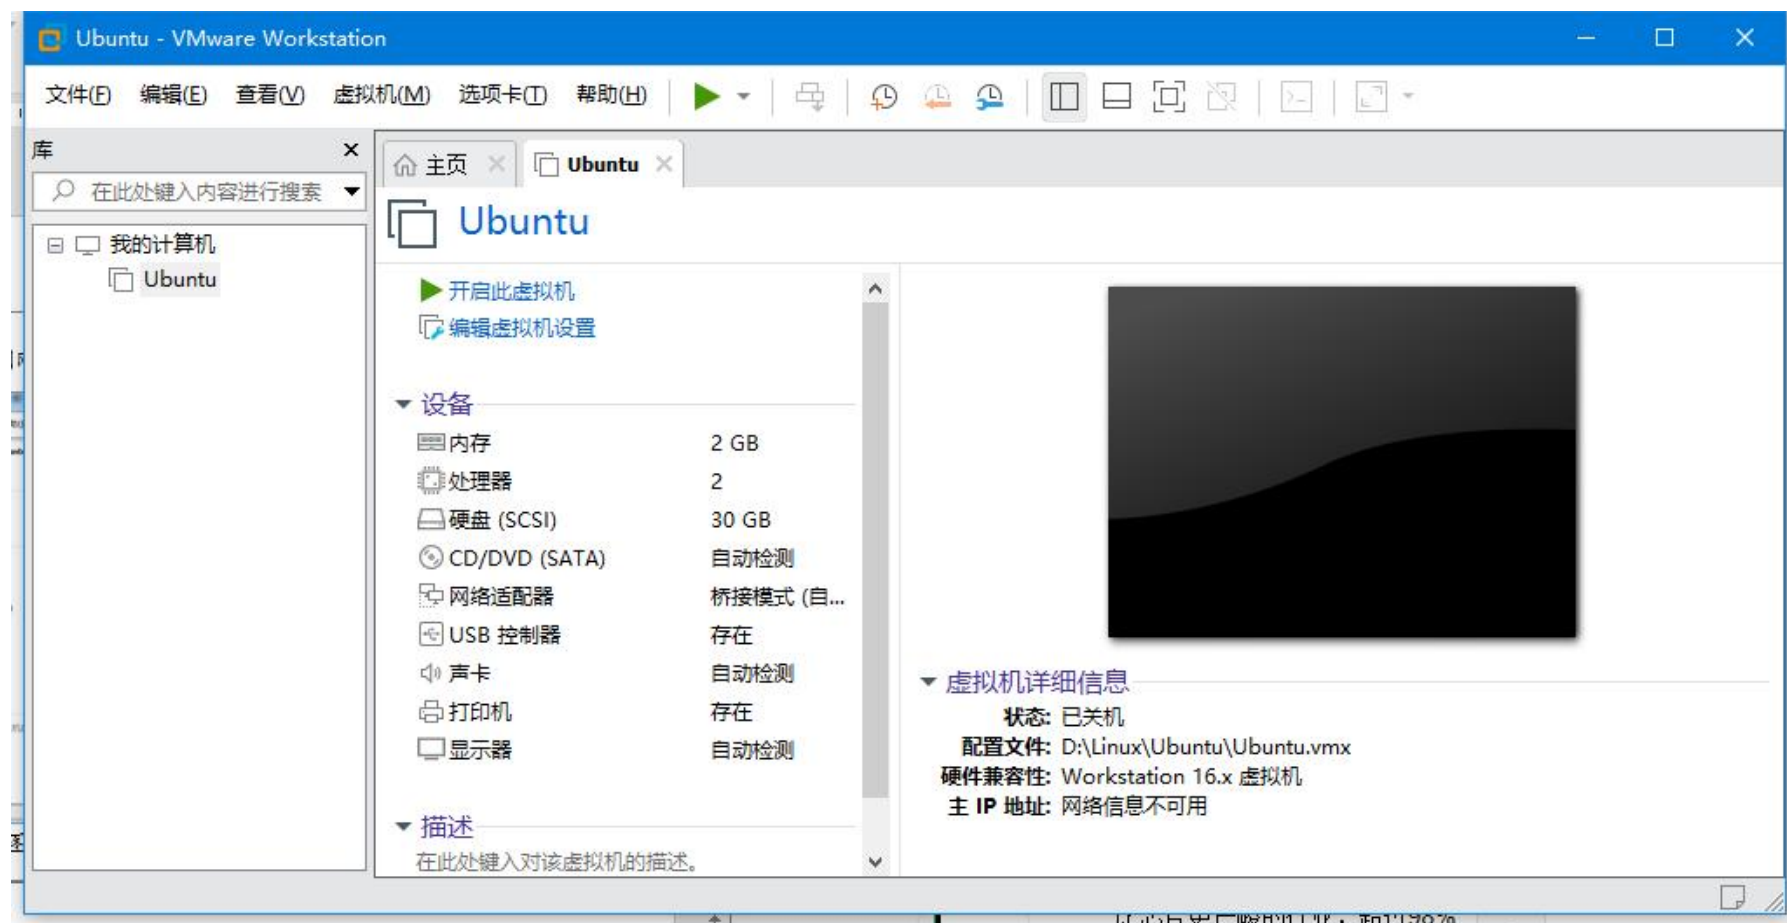 Ubuntu - VMware Workstation
文件(F) 编辑(E) 查看(V) 虚拟机(M) 选项卡(T) 帮助(H)
库
在此处键入内容进行搜索
我的计算机
Ubuntu
主页 Ubuntu
Ubuntu
开启此虚拟机
编辑虚拟机设置
设备
内存 2 GB
处理器 2
硬盘 (SCSI) 30 GB
CD/DVD (SATA) 自动检测
网络适配器 桥接模式 (自...
USB 控制器 存在
声卡 自动检测
打印机 存在
显示器 自动检测
描述
在此处键入对该虚拟机的描述。
虚拟机详细信息
状态: 已关机
配置文件: D:\Linux\Ubuntu\Ubuntu.vmx
硬件兼容性: Workstation 16.x 虚拟机
主 IP 地址: 网络信息不可用